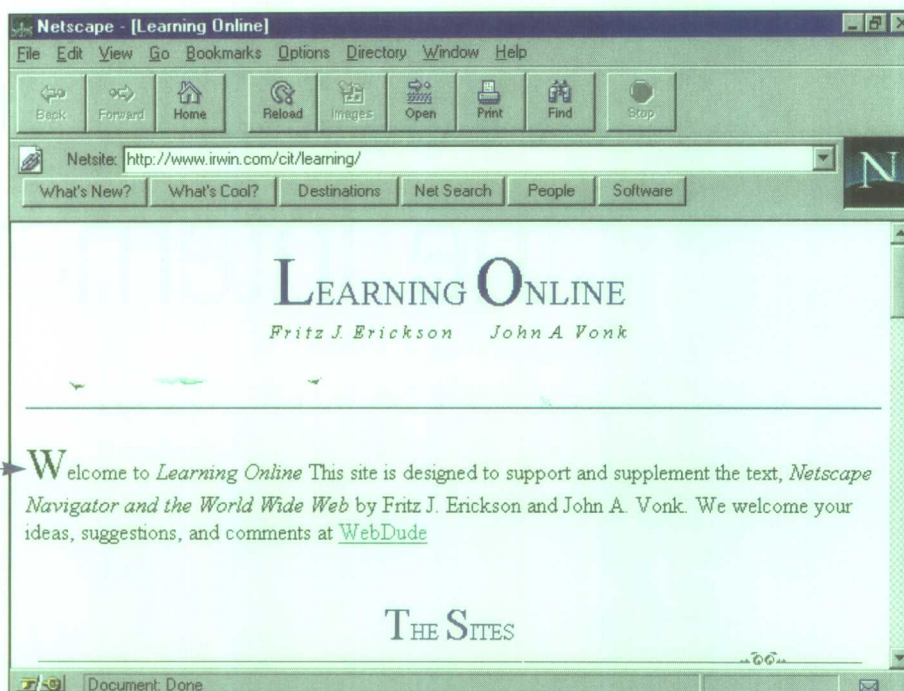 Netscape - [Learning Online]
File Edit View Go Bookmarks Options Directory Window Help
Back Forward Home Reload Images Open Print Find Stop
Netsite: http://www.irwin.com/cit/learning/
N
What's New? What's Cool? Destinations Net Search People Software
LEARNING ONLINE
Fritz J. Erickson John A. Vonk
Welcome to Learning Online This site is designed to support and supplement the text, Netscape
Navigator and the World Wide Web by Fritz J. Erickson and John A. Vonk. We welcome your
ideas, suggestions, and comments at WebDude
THE SITES
Document: Done